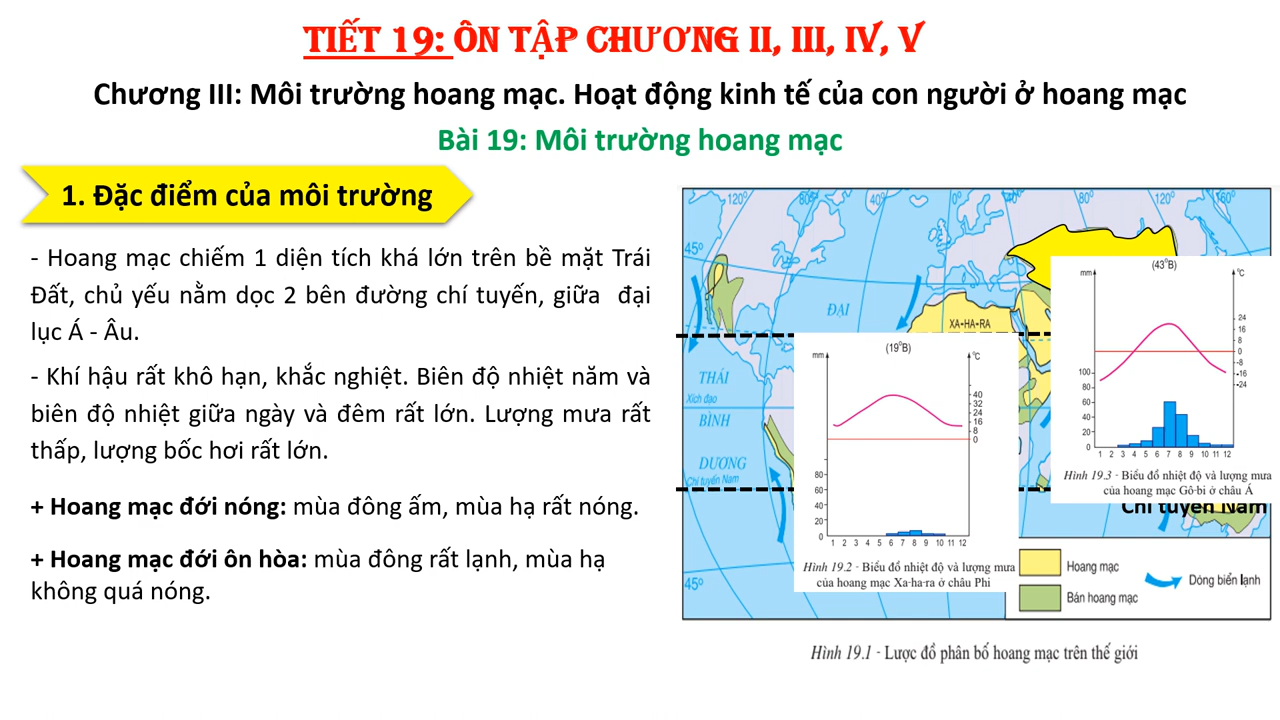 TIẾT 19: ÔN TẬP CHƯƠNG II, III, IV, V
Chương III: Môi trường hoang mạc. Hoạt động kinh tế của con người ở hoang mạc
Bài 19: Môi trường hoang mạc
1. Đặc điểm của môi trường
- Hoang mạc chiếm 1 diện tích khá lớn trên bề mặt Trái
Đất, chủ yếu nằm dọc 2 bên đường chí tuyến, giữa đại
lục Á - Âu.
- Khí hậu rất khô hạn, khắc nghiệt. Biên độ nhiệt năm và
biên độ nhiệt giữa ngày và đêm rất lớn. Lượng mưa rất
thấp, lượng bốc hơi rất lớn.
+ Hoang mạc đới nóng: mùa đông ấm, mùa hạ rất nóng.
+ Hoang mạc đới ôn hòa: mùa đông rất lạnh, mùa hạ
không quá nóng.
120° 80° 40° 0° 40° 80° 120°
45°
ĐẠI
XA-HA-RA
THÁI
Xích đạo
BÌNH
DƯƠNG
Chí tuyến Nam
45°
(19°B)
mm
°C
40
32
24
16
8
0
80
60
40
20
0
1 2 3 4 5 6 7 8 9 10 11 12
Hình 19.2 - Biểu đồ nhiệt độ và lượng mưa
của hoang mạc Xa-ha-ra ở châu Phi
(43°B)
mm
°C
24
16
8
0
-8
-16
-24
100
80
60
40
20
0
1 2 3 4 5 6 7 8 9 10 11 12
Hình 19.3 - Biểu đồ nhiệt độ và lượng mưa
của hoang mạc Gô-bi ở châu Á
Chí tuyến Nam
Hoang mạc
Bán hoang mạc
Dòng biển lạnh
Hình 19.1 - Lược đồ phân bố hoang mạc trên thế giới